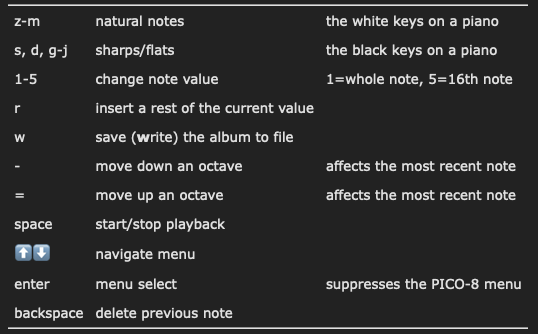 z-m natural notes the white keys on a piano
s, d, g-j sharps/flats the black keys on a piano
1-5 change note value 1=whole note, 5=16th note
r insert a rest of the current value
w save (write) the album to file
- move down an octave affects the most recent note
= move up an octave affects the most recent note
space start/stop playback
⬆️⬇️ navigate menu
enter menu select suppresses the PICO-8 menu
backspace delete previous note